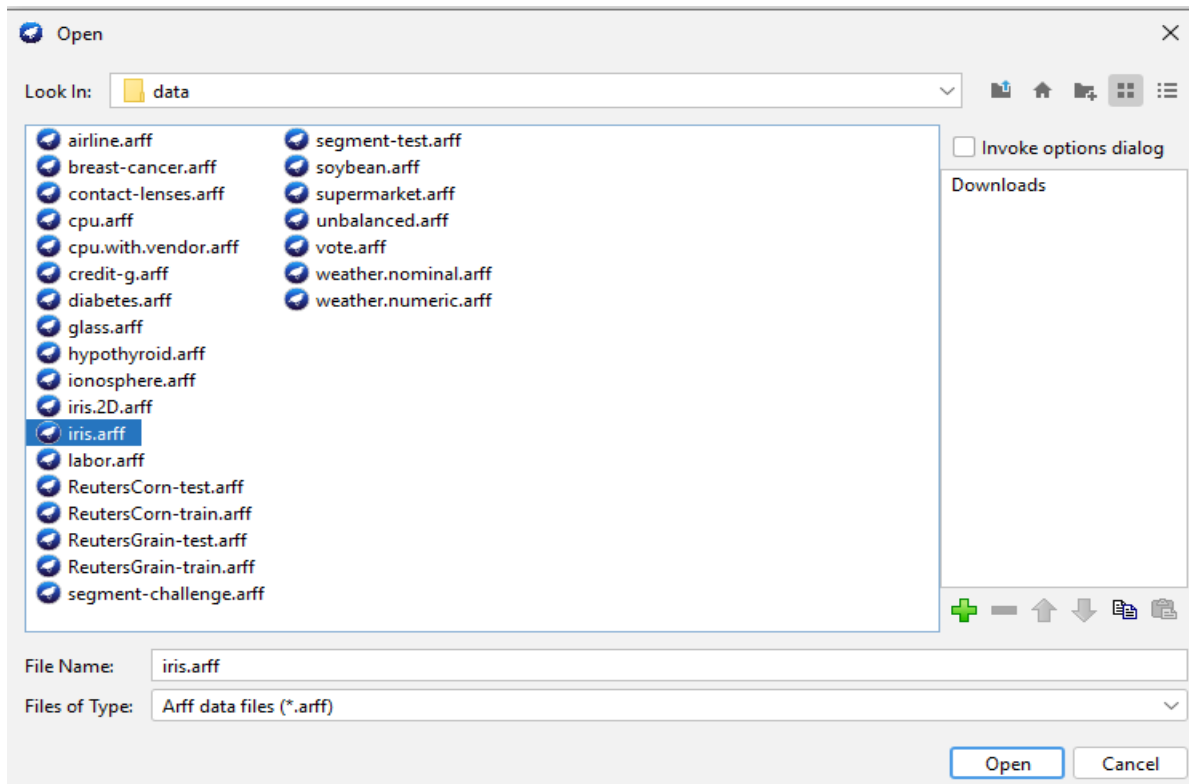 Open
Look In:
data
airline.arff
breast-cancer.arff
contact-lenses.arff
cpu.arff
cpu.with.vendor.arff
credit-g.arff
diabetes.arff
glass.arff
hypothyroid.arff
ionosphere.arff
iris.2D.arff
iris.arff
labor.arff
ReutersCorn-test.arff
ReutersCorn-train.arff
ReutersGrain-test.arff
ReutersGrain-train.arff
segment-challenge.arff
segment-test.arff
soybean.arff
supermarket.arff
unbalanced.arff
vote.arff
weather.nominal.arff
weather.numeric.arff
Invoke options dialog
Downloads
File Name:
iris.arff
Files of Type:
Arff data files (*.arff)
Open
Cancel